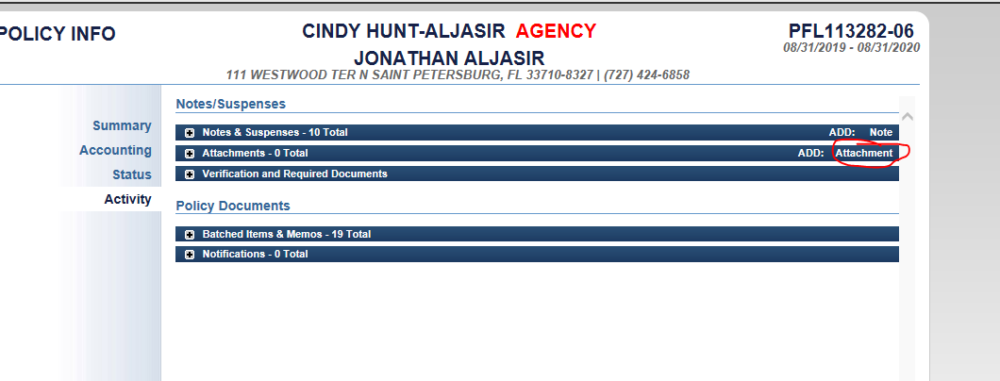 POLICY INFO
CINDY HUNT-ALJASIR AGENCY
JONATHAN ALJASIR
111 WESTWOOD TER N SAINT PETERSBURG, FL 33710-8327 | (727) 424-6858
PFL113282-06
08/31/2019 - 08/31/2020
Summary
Accounting
Status
Activity
Notes/Suspenses
Notes & Suspenses - 10 Total ADD: Note
Attachments - 0 Total ADD: Attachment
Verification and Required Documents
Policy Documents
Batched Items & Memos - 19 Total
Notifications - 0 Total